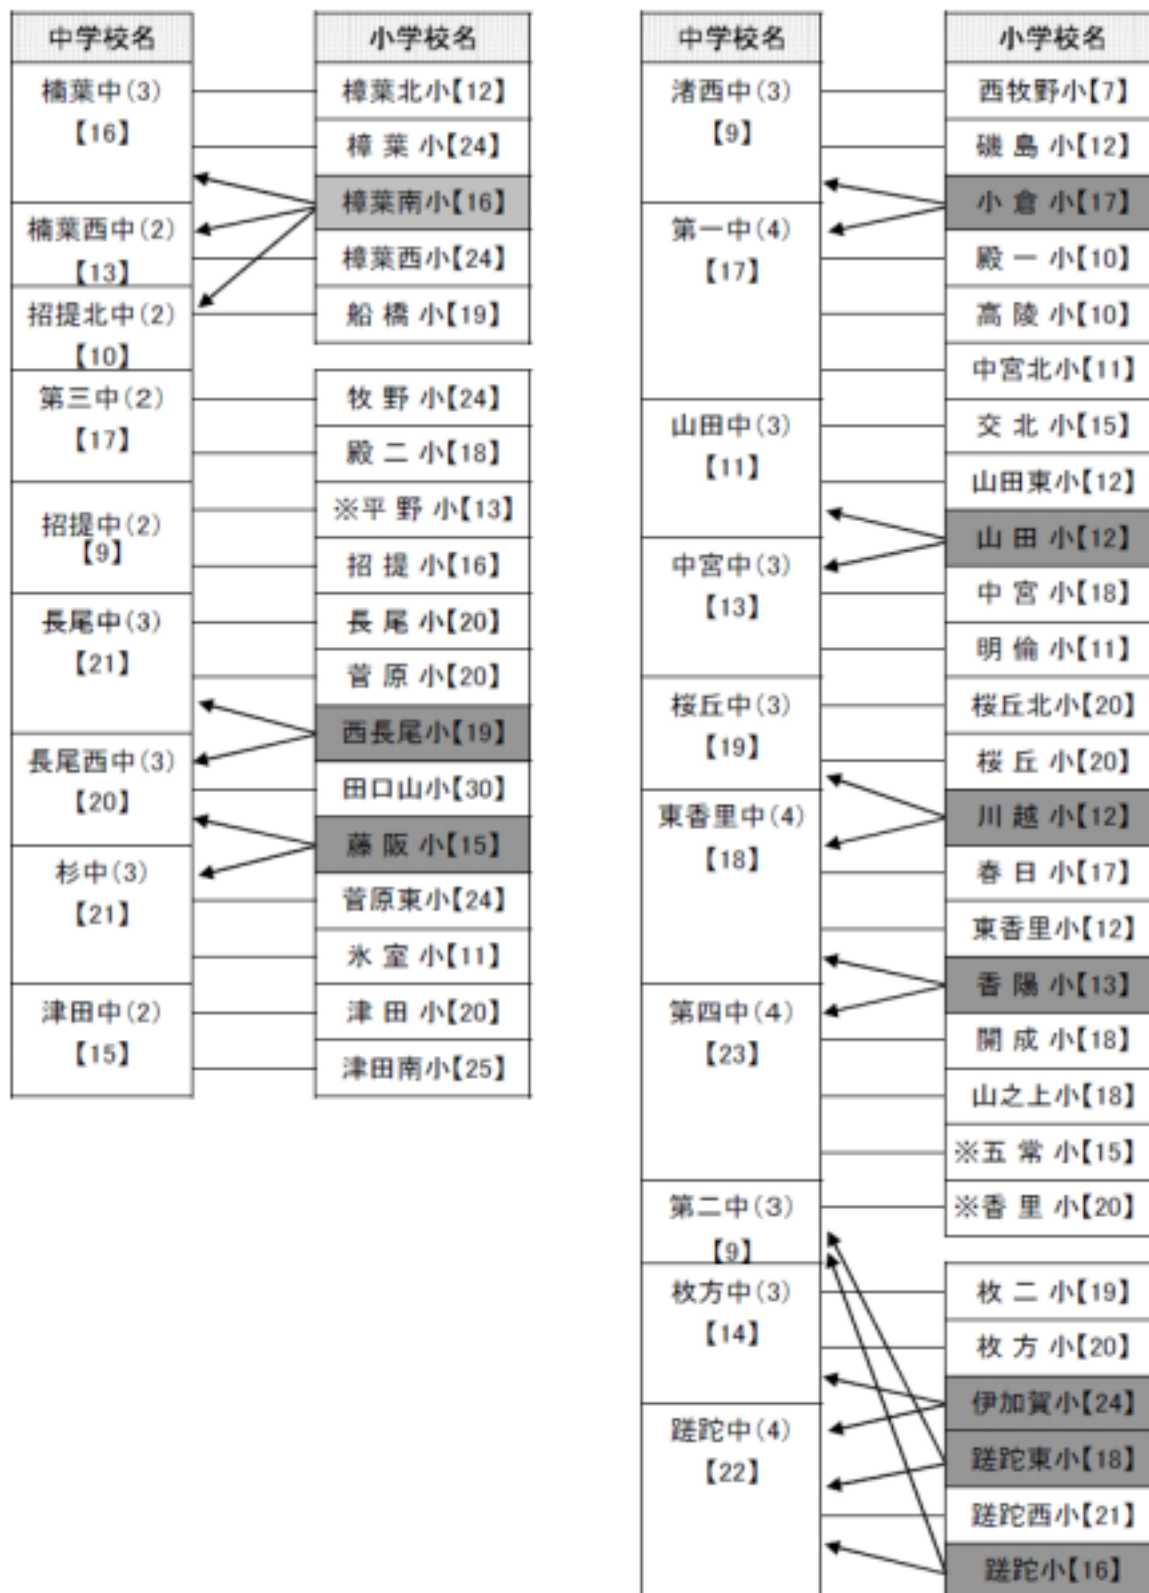 中学校名
小学校名
楠葉中(3)
【16】
樟葉北小【12】
樟 葉 小【24】
樟葉南小【16】
楠葉西中(2)
【13】
樟葉西小【24】
招提北中(2)
【10】
船 橋 小【19】
第三中(2)
【17】
牧 野 小【24】
殿 二 小【18】
招提中(2)
【9】
※平 野 小【13】
招 提 小【16】
長尾中(3)
【21】
長 尾 小【20】
菅 原 小【20】
西長尾小【19】
長尾西中(3)
【20】
田口山小【30】
藤 阪 小【15】
杉中(3)
【21】
菅原東小【24】
氷 室 小【11】
津田中(2)
【15】
津 田 小【20】
津田南小【25】
中学校名
小学校名
渚西中(3)
【9】
西牧野小【7】
磯 島 小【12】
小 倉 小【17】
第一中(4)
【17】
殿 一 小【10】
高 陵 小【10】
中宮北小【11】
山田中(3)
【11】
交 北 小【15】
山田東小【12】
山 田 小【12】
中宮中(3)
【13】
中 宮 小【18】
明 倫 小【11】
桜丘中(3)
【19】
桜丘北小【20】
桜 丘 小【20】
川 越 小【12】
東香里中(4)
【18】
春 日 小【17】
東香里小【12】
香 陽 小【13】
第四中(4)
【23】
開 成 小【18】
山之上小【18】
※五 常 小【15】
第二中(3)
【9】
※香 里 小【20】
枚方中(3)
【14】
枚 二 小【19】
枚 方 小【20】
伊加賀小【24】
蹉跎中(4)
【22】
蹉跎東小【18】
蹉跎西小【21】
蹉跎小【16】